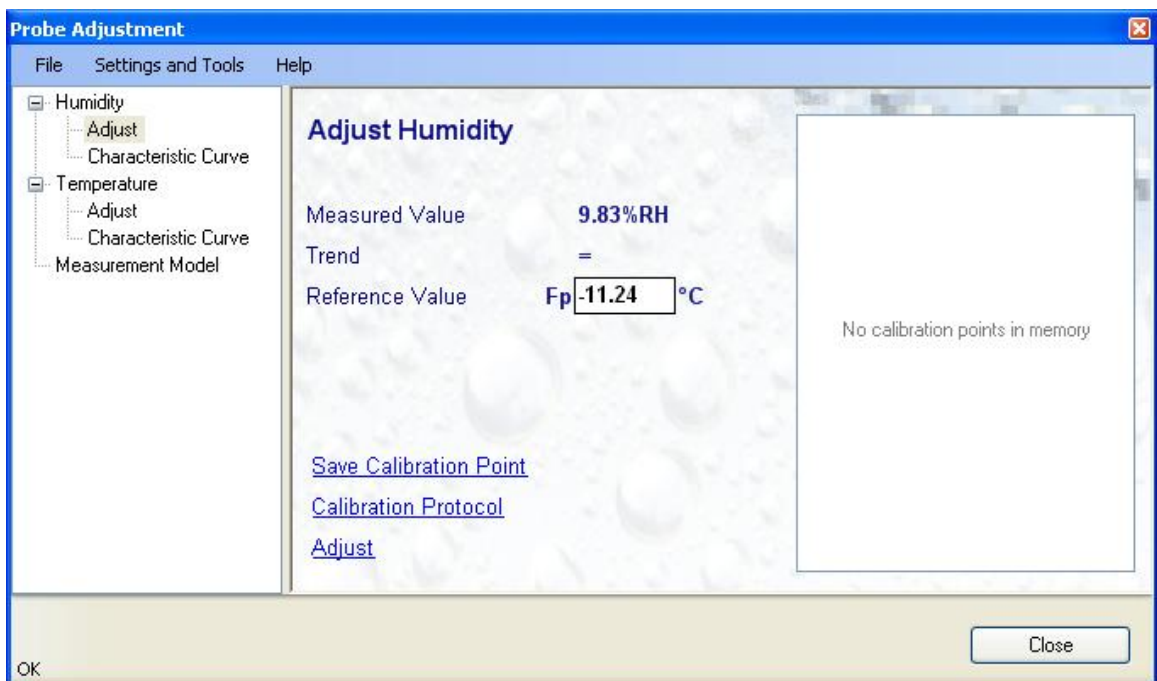 Probe Adjustment
File Settings and Tools Help
Humidity
Adjust
Characteristic Curve
Temperature
Adjust
Characteristic Curve
Measurement Model
Adjust Humidity
Measured Value 9.83%RH
Trend =
Reference Value Fp -11.24 °C
Save Calibration Point
Calibration Protocol
Adjust
No calibration points in memory
Close
OK